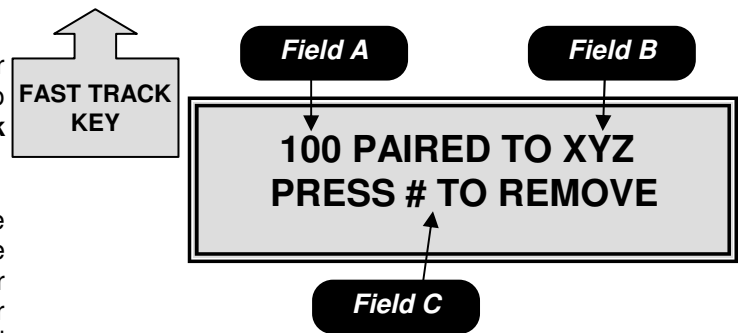 Field A
Field B
FAST TRACK
KEY
100 PAIRED TO XYZ
PRESS # TO REMOVE
Field C